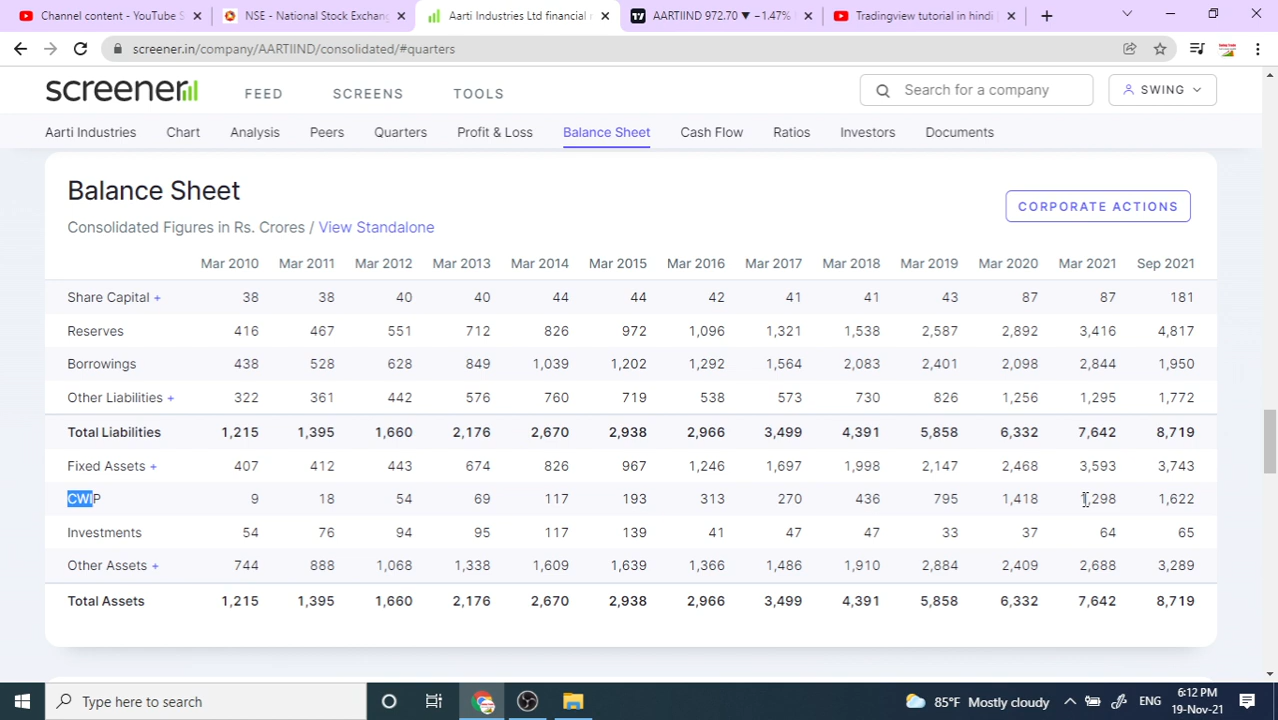 Channel content - YouTube S
NSE - National Stock Exchan
Aarti Industries Ltd financial r
AARTIIND 972.70 ▼ −1.47%
Tradingview tutorial in hindi
screener.in/company/AARTIIND/consolidated/#quarters
screener
FEED SCREENS TOOLS
Search for a company
SWING
Aarti Industries Chart Analysis Peers Quarters Profit & Loss Balance Sheet Cash Flow Ratios Investors Documents
Balance Sheet
CORPORATE ACTIONS
Consolidated Figures in Rs. Crores / View Standalone
Mar 2010 Mar 2011 Mar 2012 Mar 2013 Mar 2014 Mar 2015 Mar 2016 Mar 2017 Mar 2018 Mar 2019 Mar 2020 Mar 2021 Sep 2021
Share Capital + 38 38 40 40 44 44 42 41 41 43 87 87 181
Reserves 416 467 551 712 826 972 1,096 1,321 1,538 2,587 2,892 3,416 4,817
Borrowings 438 528 628 849 1,039 1,202 1,292 1,564 2,083 2,401 2,098 2,844 1,950
Other Liabilities + 322 361 442 576 760 719 538 573 730 826 1,256 1,295 1,772
Total Liabilities 1,215 1,395 1,660 2,176 2,670 2,938 2,966 3,499 4,391 5,858 6,332 7,642 8,719
Fixed Assets + 407 412 443 674 826 967 1,246 1,697 1,998 2,147 2,468 3,593 3,743
CWIP 9 18 54 69 117 193 313 270 436 795 1,418 1,298 1,622
Investments 54 76 94 95 117 139 41 47 47 33 37 64 65
Other Assets + 744 888 1,068 1,338 1,609 1,639 1,366 1,486 1,910 2,884 2,409 2,688 3,289
Total Assets 1,215 1,395 1,660 2,176 2,670 2,938 2,966 3,499 4,391 5,858 6,332 7,642 8,719
Type here to search
85°F Mostly cloudy
ENG
6:12 PM
19-Nov-21